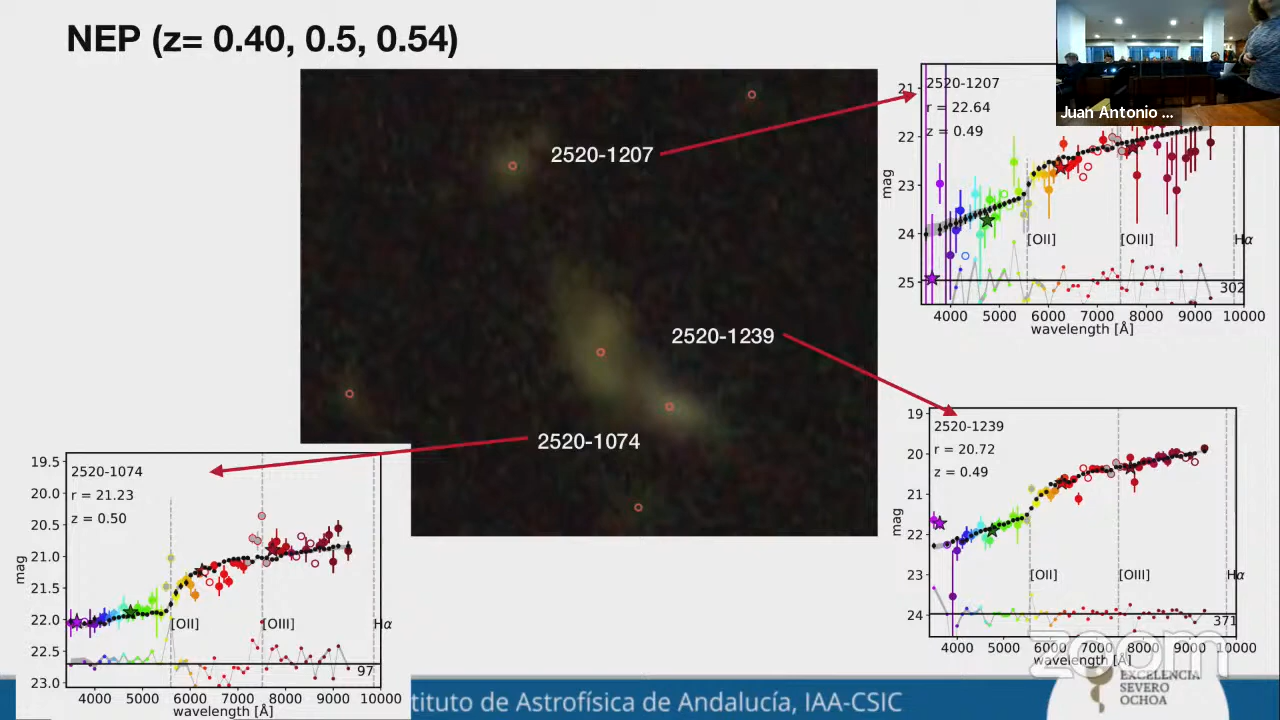 NEP (z= 0.40, 0.5, 0.54)
Juan Antonio ...
2520-1207
2520-1239
2520-1074
21
22
23
24
25
mag
2520-1207
r = 22.64
z = 0.49
[OII]
[OIII]
Hα
302
4000 5000 6000 7000 8000 9000 10000
wavelength [Å]
19
20
21
22
23
24
mag
2520-1239
r = 20.72
z = 0.49
[OII]
[OIII]
Hα
371
4000 5000 6000 7000 8000 9000 10000
wavelength [Å]
19.5
20.0
20.5
21.0
21.5
22.0
22.5
23.0
mag
2520-1074
r = 21.23
z = 0.50
[OII]
[OIII]
Hα
97
4000 5000 6000 7000 8000 9000 10000
wavelength [Å]
tituto de Astrofísica de Andalucía, IAA-CSIC
zoom
EXCELENCIA
SEVERO
OCHOA